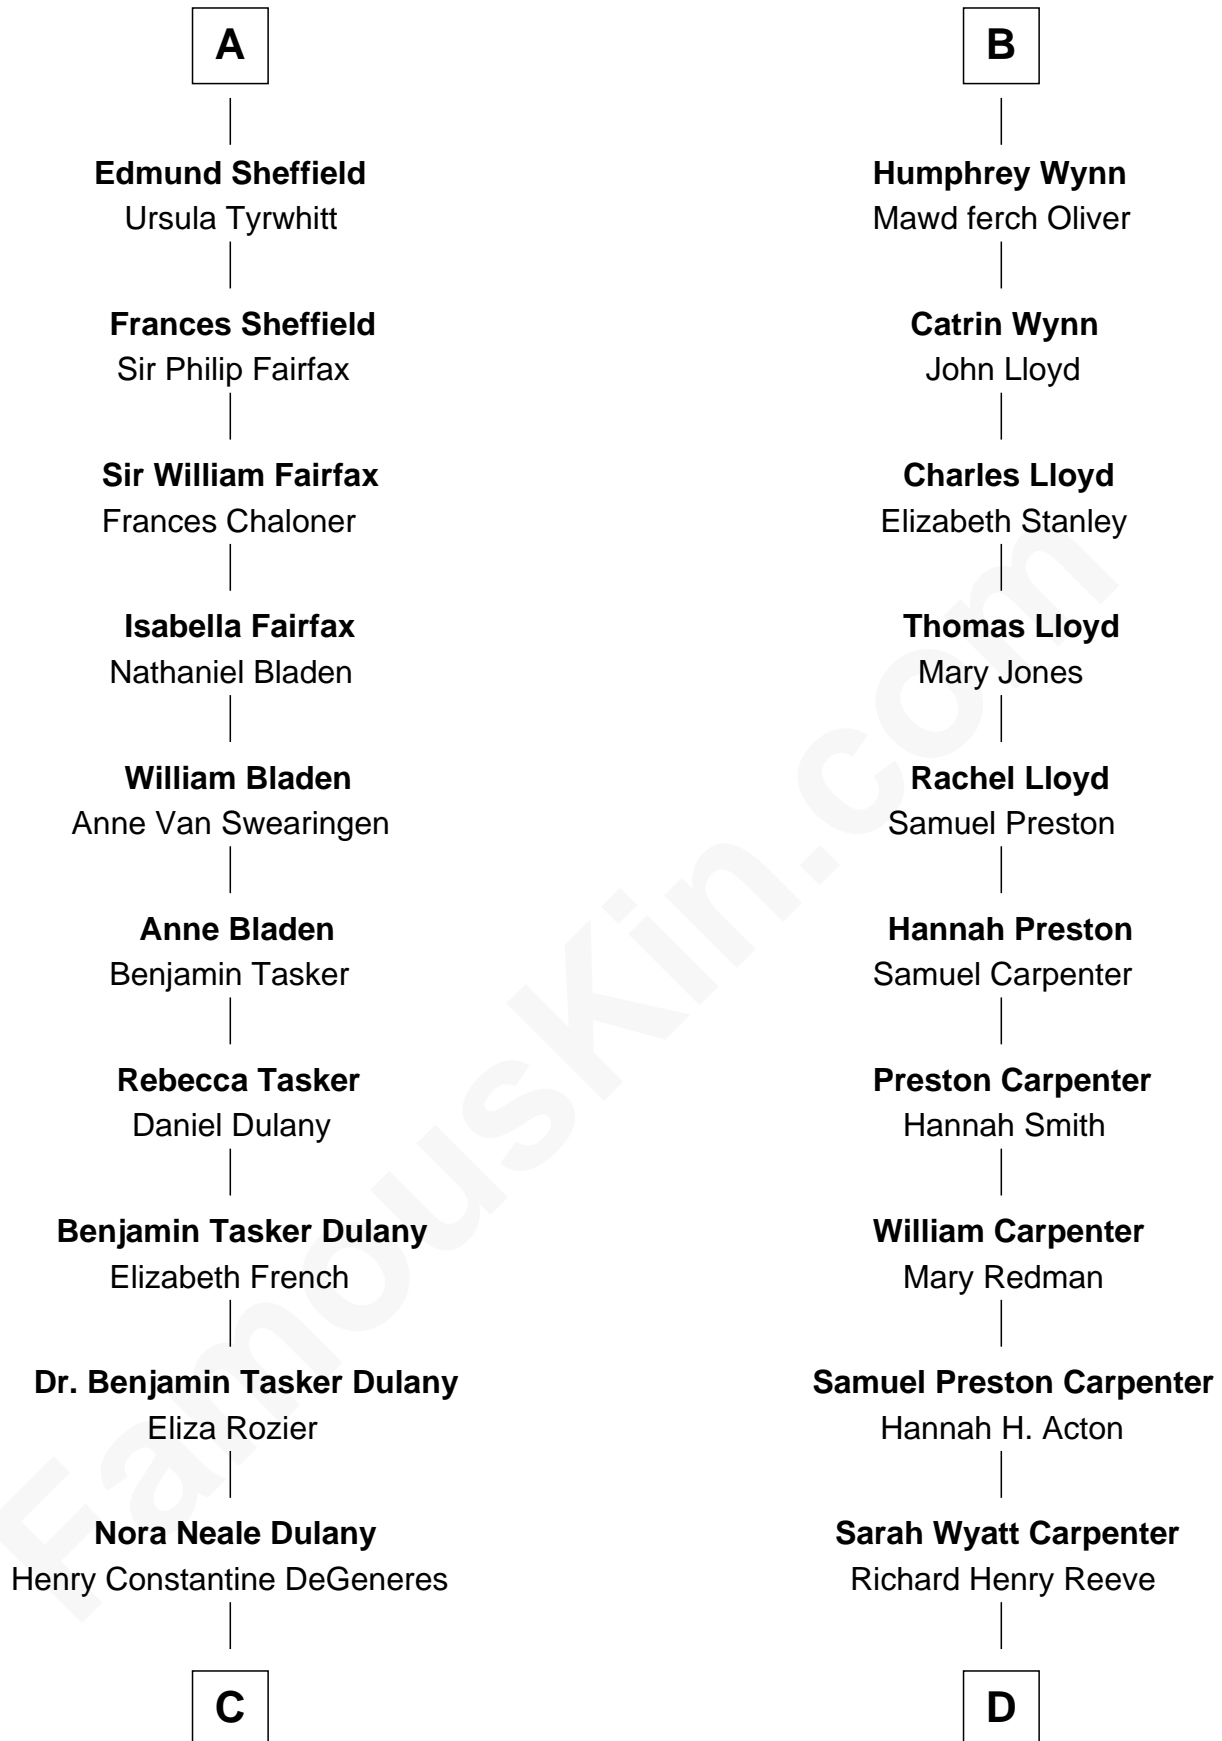 A
Edmund Sheffield
Ursula Tyrwhitt
Frances Sheffield
Sir Philip Fairfax
Sir William Fairfax
Frances Chaloner
Isabella Fairfax
Nathaniel Bladen
William Bladen
Anne Van Swearingen
Anne Bladen
Benjamin Tasker
Rebecca Tasker
Daniel Dulany
Benjamin Tasker Dulany
Elizabeth French
Dr. Benjamin Tasker Dulany
Eliza Rozier
Nora Neale Dulany
Henry Constantine DeGeneres
C
B
Humphrey Wynn
Mawd ferch Oliver
Catrin Wynn
John Lloyd
Charles Lloyd
Elizabeth Stanley
Thomas Lloyd
Mary Jones
Rachel Lloyd
Samuel Preston
Hannah Preston
Samuel Carpenter
Preston Carpenter
Hannah Smith
William Carpenter
Mary Redman
Samuel Preston Carpenter
Hannah H. Acton
Sarah Wyatt Carpenter
Richard Henry Reeve
D
FamousKin.com